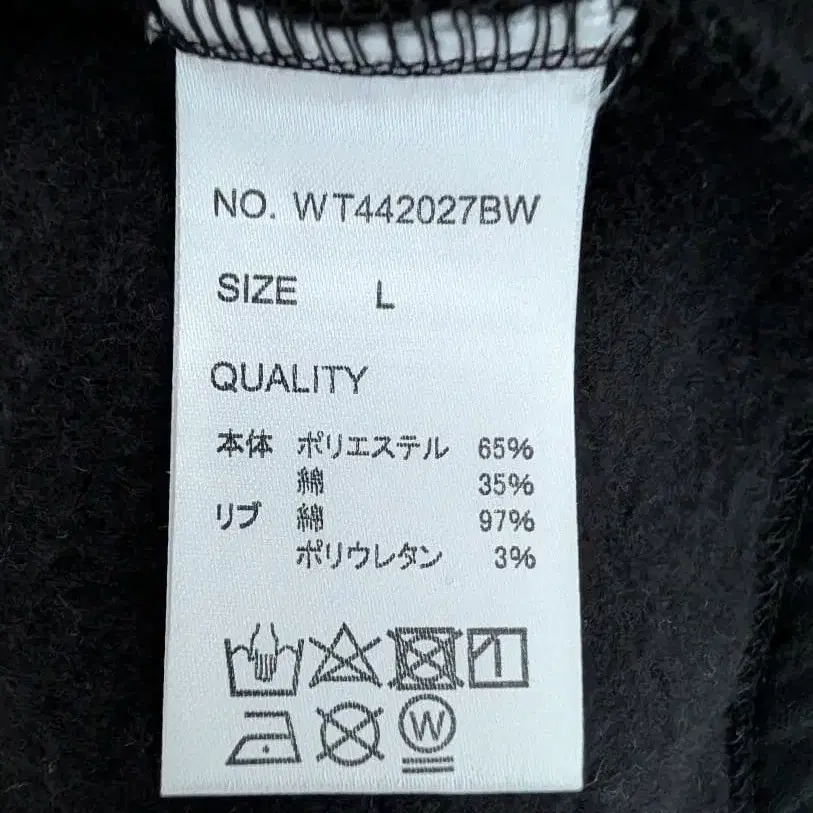 NO. WT442027BW
SIZE L
QUALITY
本体 ポリエステル 65%
綿 35%
リブ 綿 97%
ポリウレタン 3%
W